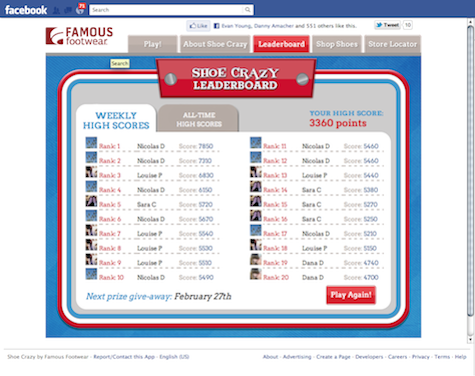 facebook
Search
Like
Evan Young, Danny Amacher and 551 others like this.
Tweet
10
FAMOUS
footwear
Play!
About Shoe Crazy
Leaderboard
Shop Shoes
Store Locator
Search
SHOE CRAZY
LEADERBOARD
WEEKLY
HIGH SCORES
ALL-TIME
HIGH SCORES
YOUR HIGH SCORE:
3360 points
Rank: 1 Nicolas D Score: 7850
Rank: 2 Nicolas D Score:
Rank: 3 Louise P Score: 6830
Rank: 4 Nicolas D Score: 6150
Rank: 5 Sara C Score: 5720
Rank: 6 Nicolas D Score: 5670
Rank: 7 Louise P Score: 5540
Rank: 8 Louise P Score: 5530
Rank: 9 Louise P Score:
Rank: 10 Nicolas D Score: 5490
Rank: 11 Nicolas D Score: 5460
Rank: 12 Nicolas D Score: 5460
Rank: 13 Louise P Score: 5440
Rank: 14 Sara C Score: 5380
Rank: 15 Sara C Score: 5270
Rank: 16 Sara C Score: 5250
Rank: 17 Nicolas D Score: 5210
Rank: 18 Louise P Score: 5150
Rank: 19 Dana D Score: 4740
Rank: 20 Dana D Score: 4700
Next prize give-away: February 27th
Play Again!
Shoe Crazy by Famous Footwear · Report/Contact this App · English (US)
About · Advertising · Create a Page · Developers · Careers · Privacy · Terms · Help